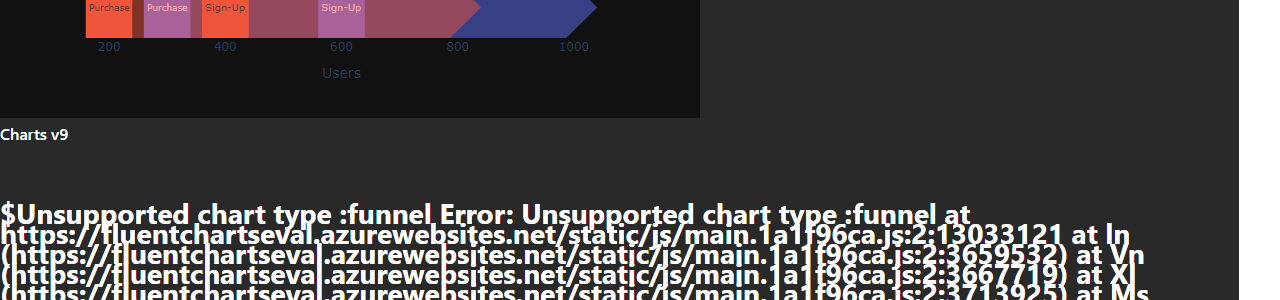 Purchase Purchase Sign-Up Sign-Up
200 400 600 800 1000
Users
Charts v9
$Unsupported chart type :funnel Error: Unsupported chart type :funnel at
https://fluentchartseval.azurewebsites.net/static/js/main.1a1f96ca.js:2:13033121 at ln
(https://fluentchartseval.azurewebsites.net/static/js/main.1a1f96ca.js:2:3659532) at Vn
(https://fluentchartseval.azurewebsites.net/static/js/main.1a1f96ca.js:2:3667719) at Xl
(https://fluentchartseval.azurewebsites.net/static/js/main.1a1f96ca.js:2:3713925) at Ms